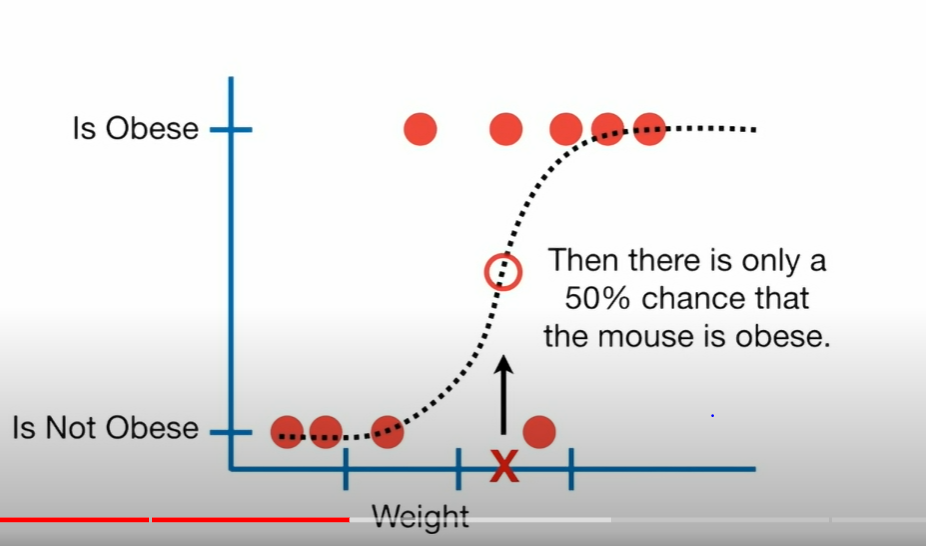 Is Obese
Then there is only a
50% chance that
the mouse is obese.
Is Not Obese
X
Weight